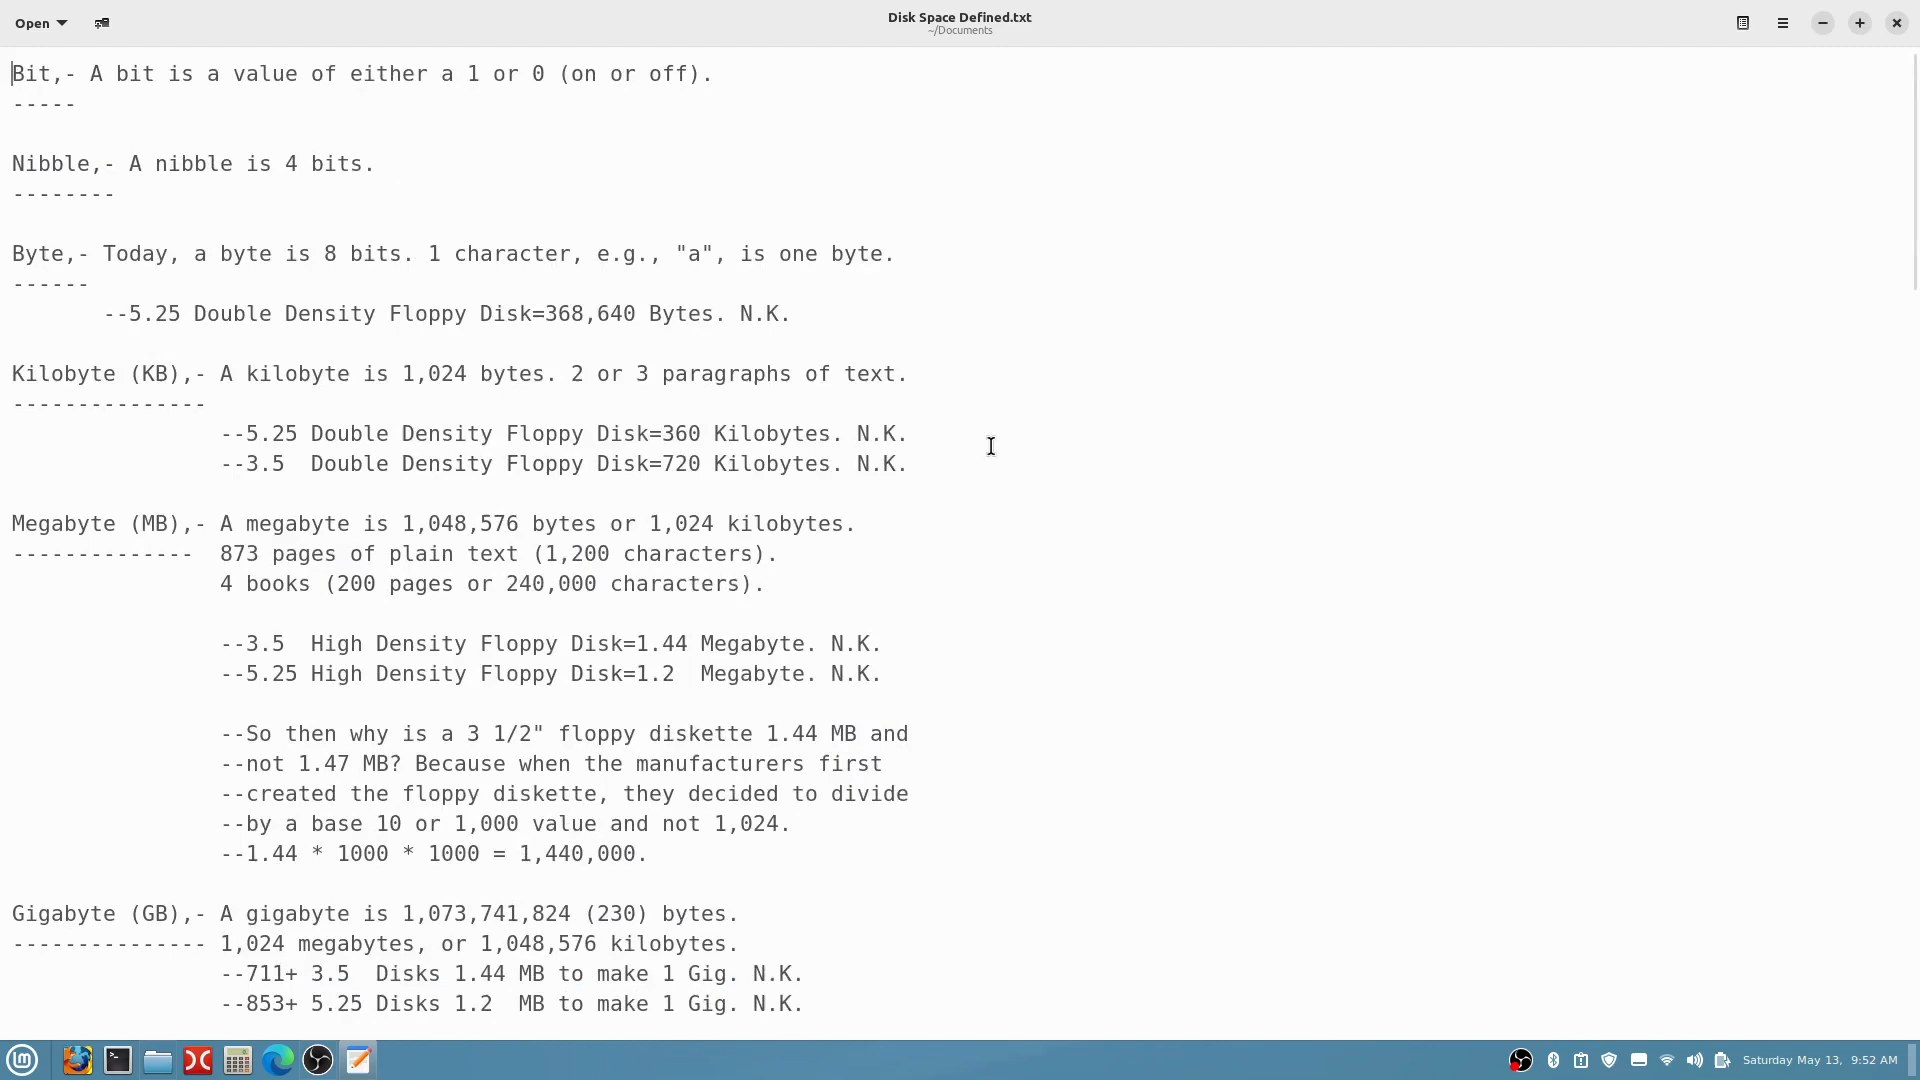 Open
Disk Space Defined.txt
~/Documents
Bit,- A bit is a value of either a 1 or 0 (on or off).
-----
Nibble,- A nibble is 4 bits.
--------
Byte,- Today, a byte is 8 bits. 1 character, e.g., "a", is one byte.
------
--5.25 Double Density Floppy Disk=368,640 Bytes. N.K.
Kilobyte (KB),- A kilobyte is 1,024 bytes. 2 or 3 paragraphs of text.
---------------
--5.25 Double Density Floppy Disk=360 Kilobytes. N.K.
--3.5  Double Density Floppy Disk=720 Kilobytes. N.K.
Megabyte (MB),- A megabyte is 1,048,576 bytes or 1,024 kilobytes.
--------------  873 pages of plain text (1,200 characters).
4 books (200 pages or 240,000 characters).
--3.5  High Density Floppy Disk=1.44 Megabyte. N.K.
--5.25 High Density Floppy Disk=1.2  Megabyte. N.K.
--So then why is a 3 1/2" floppy diskette 1.44 MB and
--not 1.47 MB? Because when the manufacturers first
--created the floppy diskette, they decided to divide
--by a base 10 or 1,000 value and not 1,024.
--1.44 * 1000 * 1000 = 1,440,000.
Gigabyte (GB),- A gigabyte is 1,073,741,824 (230) bytes.
--------------- 1,024 megabytes, or 1,048,576 kilobytes.
--711+ 3.5  Disks 1.44 MB to make 1 Gig. N.K.
--853+ 5.25 Disks 1.2  MB to make 1 Gig. N.K.
Saturday May 13, 9:52 AM